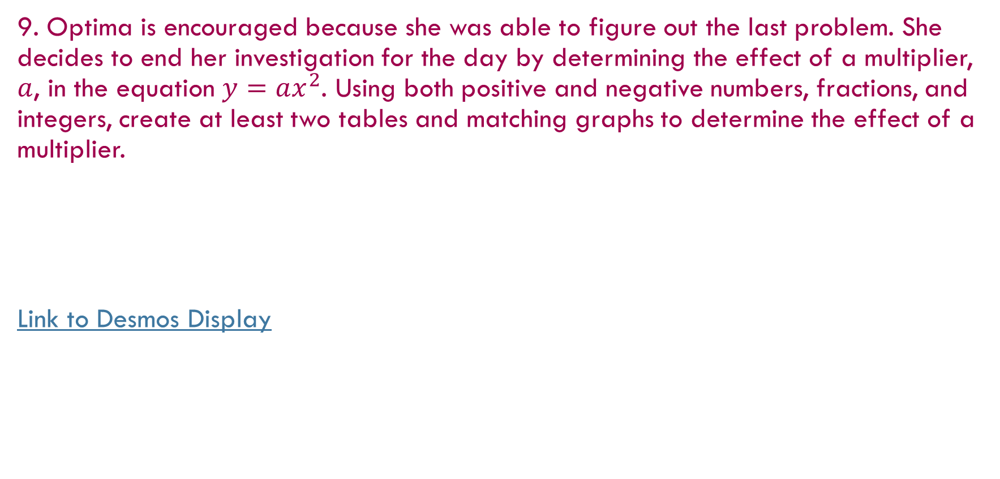 9. Optima is encouraged because she was able to figure out the last problem. She
decides to end her investigation for the day by determining the effect of a multiplier,
a, in the equation y = ax². Using both positive and negative numbers, fractions, and
integers, create at least two tables and matching graphs to determine the effect of a
multiplier.
Link to Desmos Display